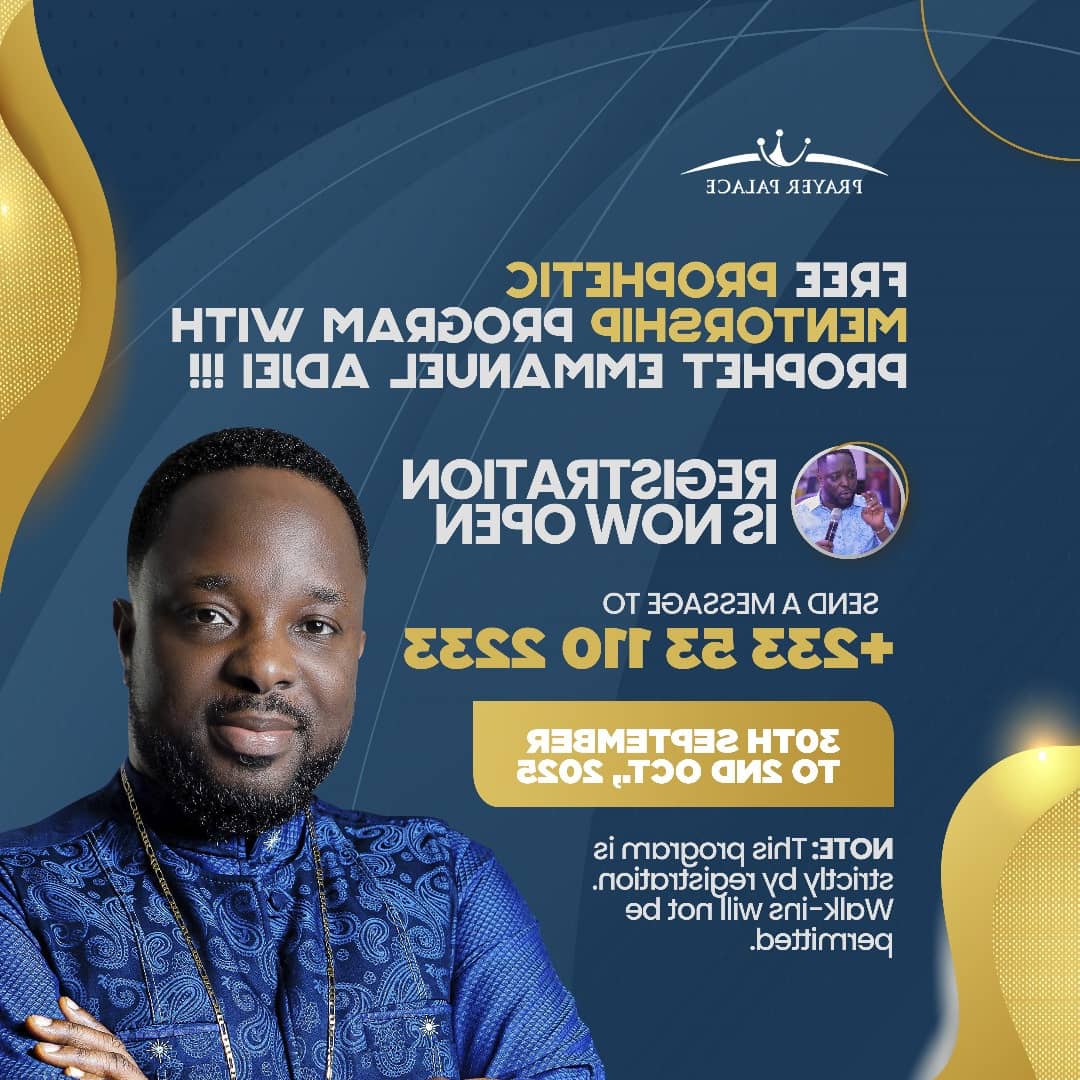 PRAYER PALACE
FREE PROPHETIC
MENTORSHIP PROGRAM WITH
PROPHET EMMANUEL ADJEI !!!
REGISTRATION
IS NOW OPEN
SEND A MESSAGE TO
+233 53 110 2233
30TH SEPTEMBER
TO 2ND OCT., 2025
NOTE: This program is
strictly by registration.
Walk-ins will not be
permitted.